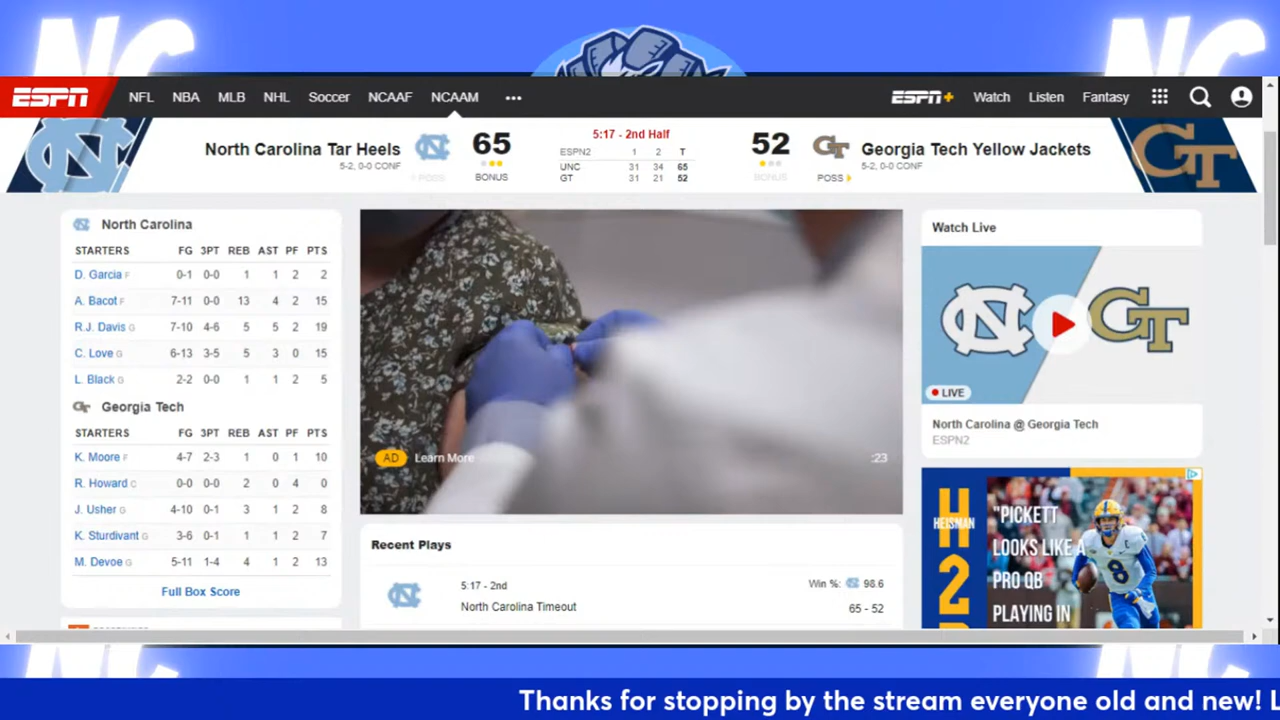 NC
NC
ESPN
NFL NBA MLB NHL Soccer NCAAF NCAAM •••
ESPN+ Watch Listen Fantasy
North Carolina Tar Heels
5-2, 0-0 CONF
65
BONUS
5:17 - 2nd Half
ESPN2 1 2 T
UNC 31 34 65
GT 31 21 52
52
BONUS
Georgia Tech Yellow Jackets
5-2, 0-0 CONF
POSS
North Carolina
STARTERS FG 3PT REB AST PF PTS
D. Garcia F 0-1 0-0 1 1 2 2
A. Bacot F 7-11 0-0 13 4 2 15
R.J. Davis G 7-10 4-6 5 5 2 19
C. Love G 6-13 3-5 5 3 0 15
L. Black G 2-2 0-0 1 1 2 5
Georgia Tech
STARTERS FG 3PT REB AST PF PTS
K. Moore F 4-7 2-3 1 0 1 10
R. Howard C 0-0 0-0 2 0 4 0
J. Usher G 4-10 0-1 3 1 2 8
K. Sturdivant G 3-6 0-1 1 1 2 7
M. Devoe G 5-11 1-4 4 1 2 13
Full Box Score
AD Learn More :23
Recent Plays
5:17 - 2nd
North Carolina Timeout
Win %: 98.6
65 - 52
Watch Live
NC GT
LIVE
North Carolina @ Georgia Tech
ESPN2
H
HEISMAN
2
"PICKETT
LOOKS LIKE A
PRO QB
PLAYING IN
NC
NC
Thanks for stopping by the stream everyone old and new! L